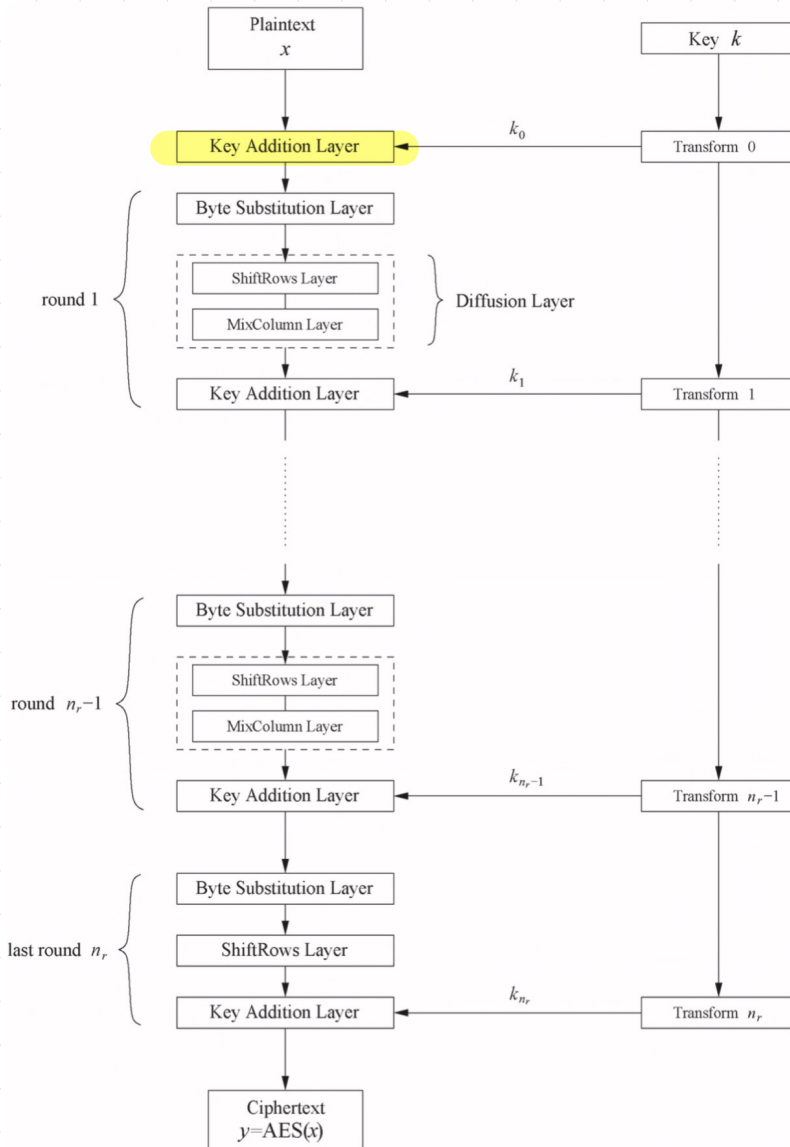 Plaintext
x
Key k
k₀
Key Addition Layer
Transform 0
Byte Substitution Layer
ShiftRows Layer
round 1
Diffusion Layer
MixColumn Layer
k₁
Key Addition Layer
Transform 1
Byte Substitution Layer
ShiftRows Layer
round nᵣ−1
MixColumn Layer
kₙᵣ₋₁
Key Addition Layer
Transform nᵣ−1
Byte Substitution Layer
last round nᵣ
ShiftRows Layer
kₙᵣ
Key Addition Layer
Transform nᵣ
Ciphertext
y=AES(x)